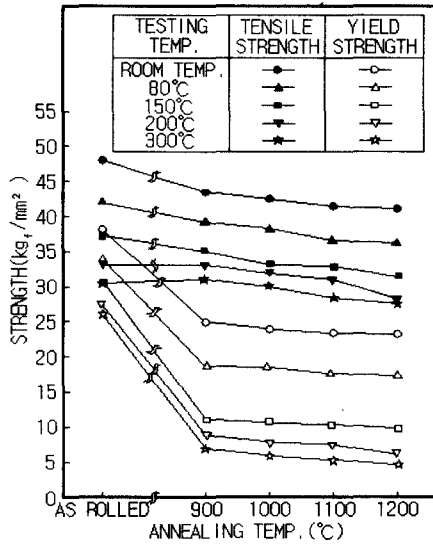 TESTING TEMP. TENSILE STRENGTH YIELD STRENGTH
ROOM TEMP.
80°C
150°C
200°C
300°C
55
50
45
40
35
30
25
20
15
10
5
0
STRENGTH(kgf/mm²)
AS ROLLED 900 1000 1100 1200
ANNEALING TEMP.(°C)